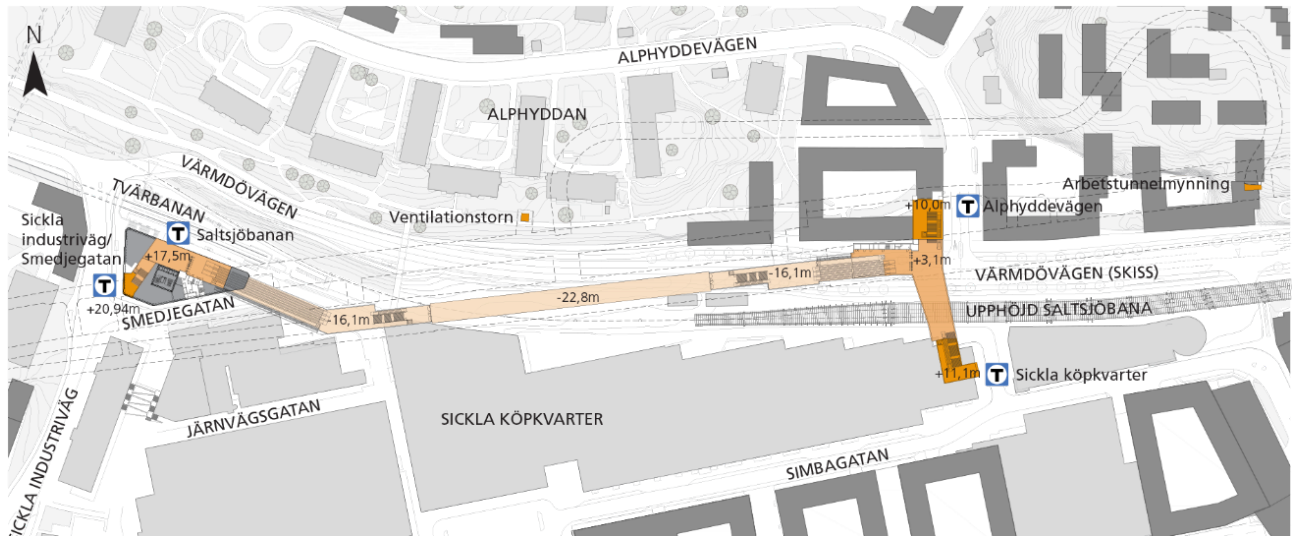 N
ALPHYDDEVÄGEN
ALPHYDDAN
VÄRMDÖVÄGEN
TVÄRBANAN
Arbetstunnelmynning
Ventilationstorn
+10,0m
T Alphyddevägen
Sickla
industriväg/
Smedjegatan
T Saltsjöbanan
+17,5m
+3,1m
T
+20,94m
SMEDJEGATAN
-16,1m
-22,8m
-16,1m
VÄRMDÖVÄGEN (SKISS)
UPPHÖJD SALTSJÖBANA
+11,1m
T Sickla köpkvarter
JÄRNVÄGSGATAN
SICKLA KÖPKVARTER
SIMBAGATAN
SICKLA INDUSTRIVÄG